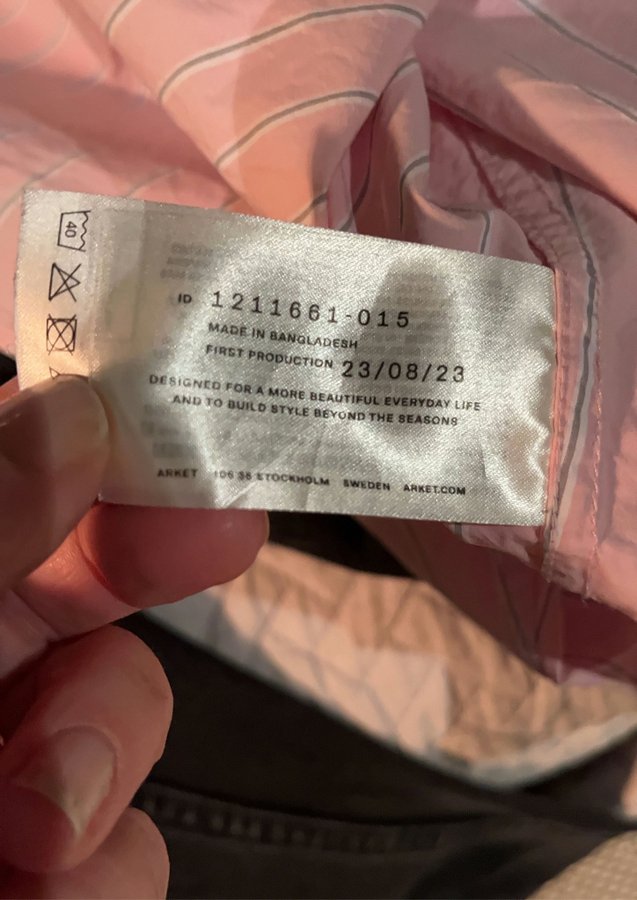 40
ID 1211661-015
MADE IN BANGLADESH
FIRST PRODUCTION 23/08/23
DESIGNED FOR A MORE BEAUTIFUL EVERYDAY LIFE
AND TO BUILD STYLE BEYOND THE SEASONS
ARKET 106 38 STOCKHOLM SWEDEN ARKET.COM